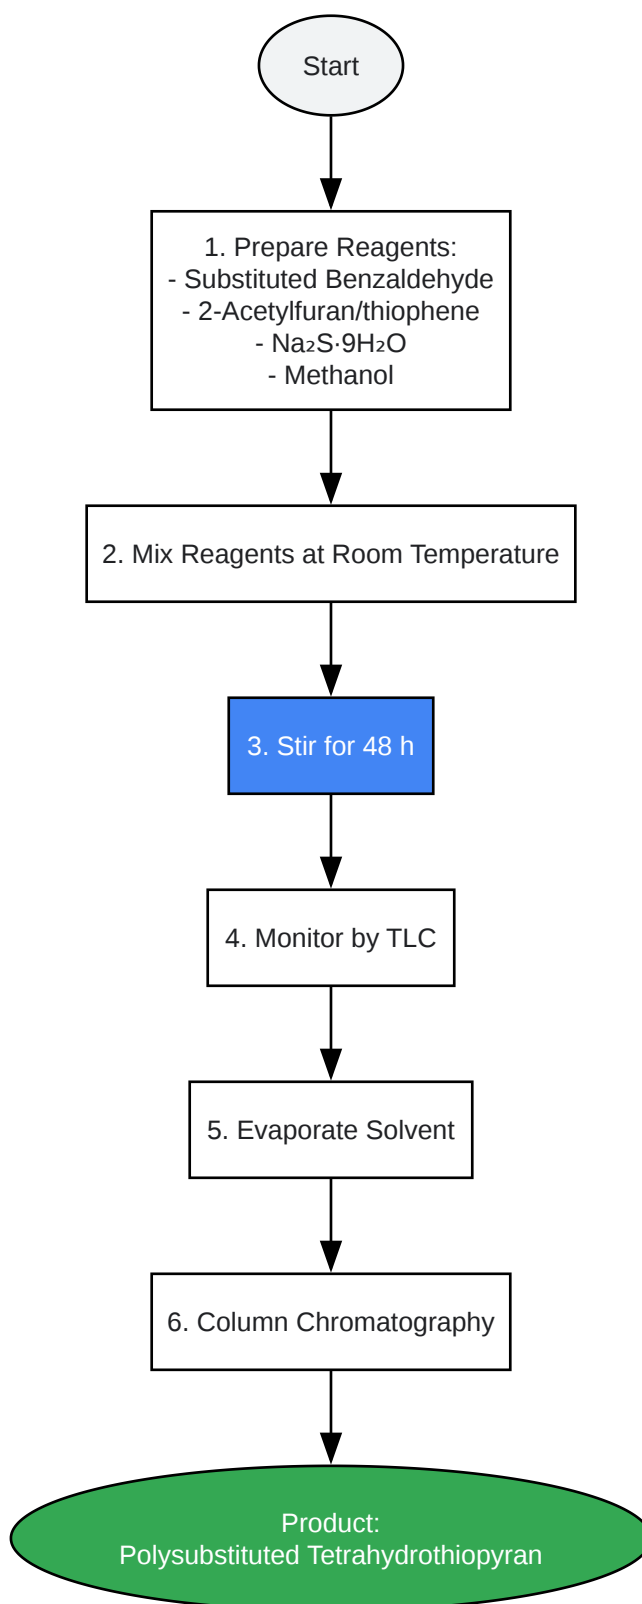 Start
1. Prepare Reagents:
- Substituted Benzaldehyde
- 2-Acetylfuran/thiophene
- Na₂S·9H₂O
- Methanol
2. Mix Reagents at Room Temperature
3. Stir for 48 h
4. Monitor by TLC
5. Evaporate Solvent
6. Column Chromatography
Product:
Polysubstituted Tetrahydrothiopyran